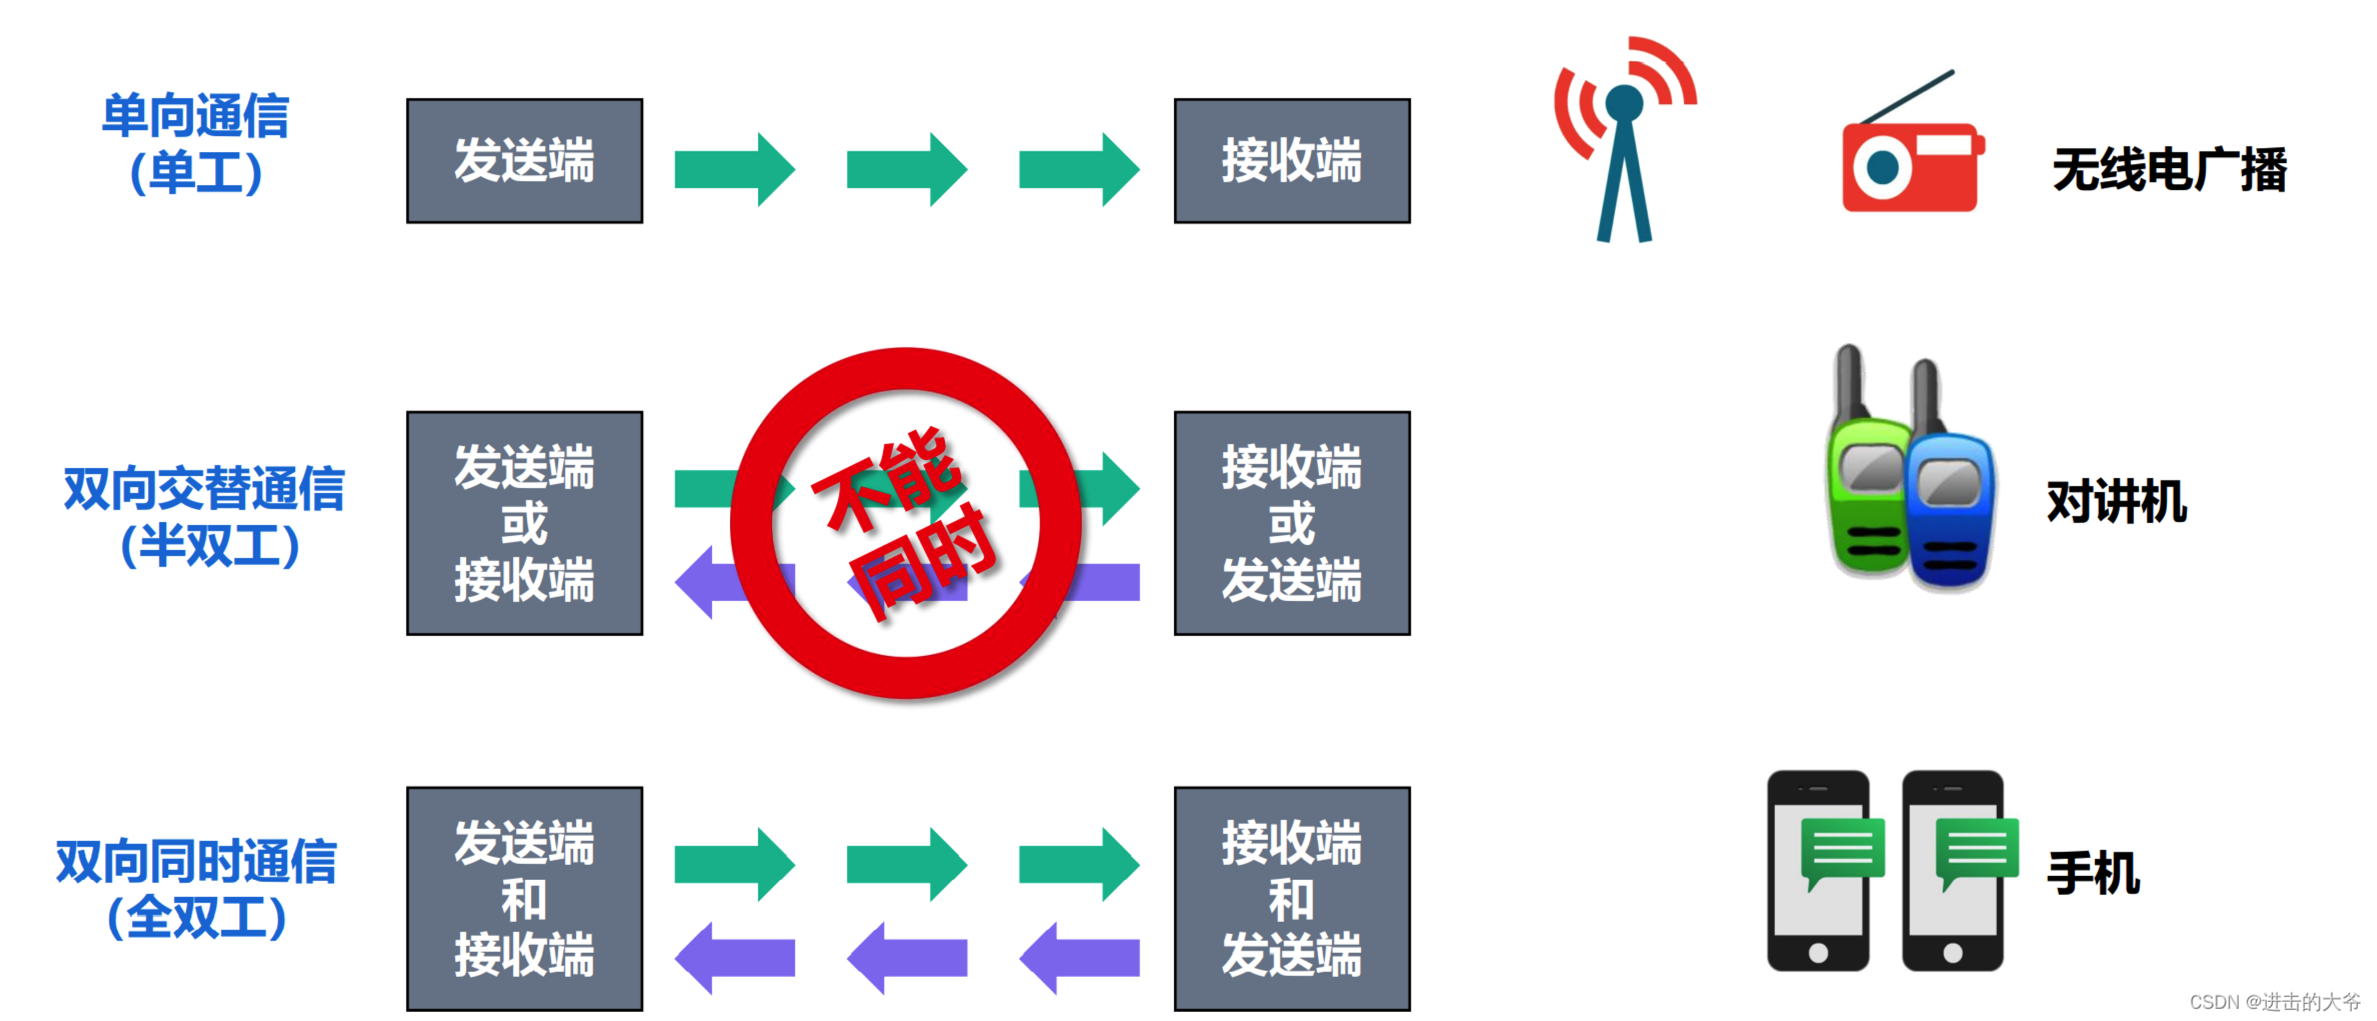 单向通信
(单工)
发送端
接收端
无线电广播
双向交替通信
(半双工)
发送端
或
接收端
不能
同时
接收端
或
发送端
对讲机
双向同时通信
(全双工)
发送端
和
接收端
接收端
和
发送端
手机
CSDN @进击的大爷